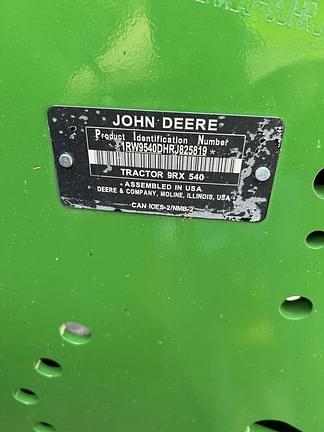 JOHN DEERE
Product Identification Number
*1RW9540DHRJ825819*
TRACTOR 9RX 540
*ASSEMBLED IN USA
DEERE & COMPANY, MOLINE, ILLINOIS, USA
CAN ICES-2/NMB-2